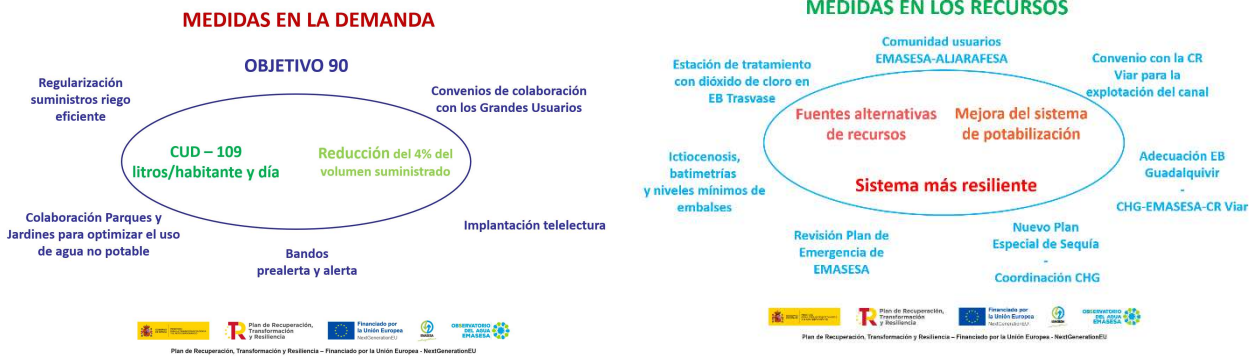 MEDIDAS EN LA DEMANDA
OBJETIVO 90
Regularización
suministros riego
eficiente
Convenios de colaboración
con los Grandes Usuarios
CUD – 109
litros/habitante y día
Reducción del 4% del
volumen suministrado
Colaboración Parques y
Jardines para optimizar el uso
de agua no potable
Bandos
prealerta y alerta
Implantación telelectura
Plan de Recuperación,
Transformación
y Resiliencia
Financiado por
la Unión Europea
NextGenerationEU
OBSERVATORIO
DEL AGUA
EMASESA
Plan de Recuperación, Transformación y Resiliencia – Financiado por la Unión Europea - NextGenerationEU
MEDIDAS EN LOS RECURSOS
Comunidad usuarios
EMASESA-ALJARAFESA
Estación de tratamiento
con dióxido de cloro en
EB Trasvase
Convenio con la CR
Viar para la
explotación del canal
Fuentes alternativas
de recursos
Mejora del sistema
de potabilización
Sistema más resiliente
Ictiocenosis,
batimetrías
y niveles mínimos de
embalses
Adecuación EB
Guadalquivir
-
CHG-EMASESA-CR Viar
Revisión Plan de
Emergencia de
EMASESA
Nuevo Plan
Especial de Sequía
-
Coordinación CHG
Plan de Recuperación,
Transformación
y Resiliencia
Financiado por
la Unión Europea
NextGenerationEU
OBSERVATORIO
DEL AGUA
EMASESA
Plan de Recuperación, Transformación y Resiliencia – Financiado por la Unión Europea - NextGenerationEU